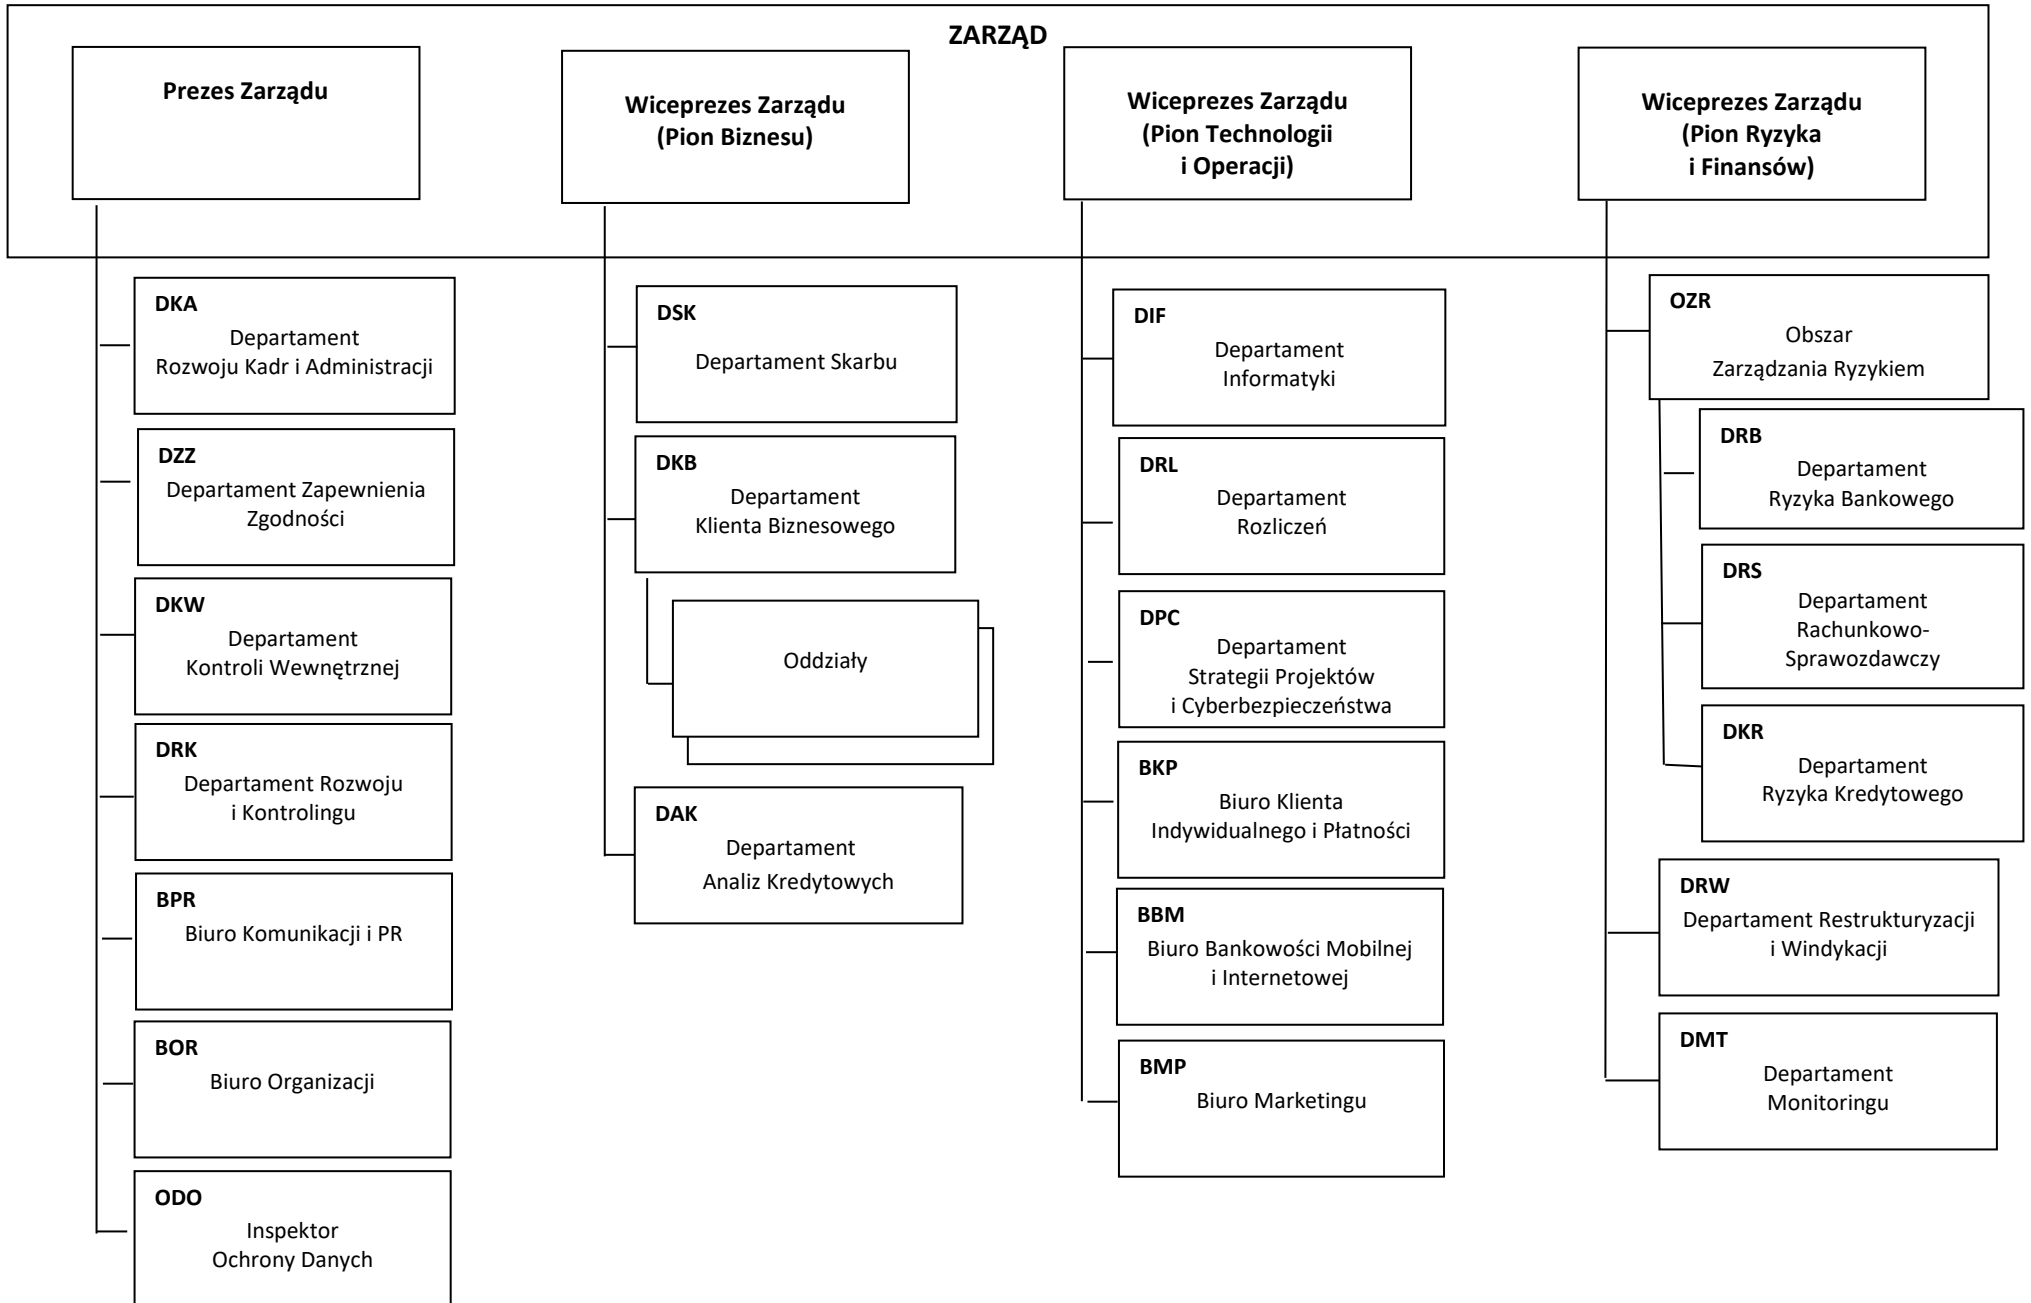 ZARZĄD
Prezes Zarządu
Wiceprezes Zarządu
(Pion Biznesu)
Wiceprezes Zarządu
(Pion Technologii
i Operacji)
Wiceprezes Zarządu
(Pion Ryzyka
i Finansów)
DKA
Departament
Rozwoju Kadr i Administracji
DZZ
Departament Zapewnienia
Zgodności
DKW
Departament
Kontroli Wewnętrznej
DRK
Departament Rozwoju
i Kontrolingu
BPR
Biuro Komunikacji i PR
BOR
Biuro Organizacji
ODO
Inspektor
Ochrony Danych
DSK
Departament Skarbu
DKB
Departament
Klienta Biznesowego
Oddziały
DAK
Departament
Analiz Kredytowych
DIF
Departament
Informatyki
DRL
Departament
Rozliczeń
DPC
Departament
Strategii Projektów
i Cyberbezpieczeństwa
BKP
Biuro Klienta
Indywidualnego i Płatności
BBM
Biuro Bankowości Mobilnej
i Internetowej
BMP
Biuro Marketingu
OZR
Obszar
Zarządzania Ryzykiem
DRB
Departament
Ryzyka Bankowego
DRS
Departament
Rachunkowo-
Sprawozdawczy
DKR
Departament
Ryzyka Kredytowego
DRW
Departament Restrukturyzacji
i Windykacji
DMT
Departament
Monitoringu